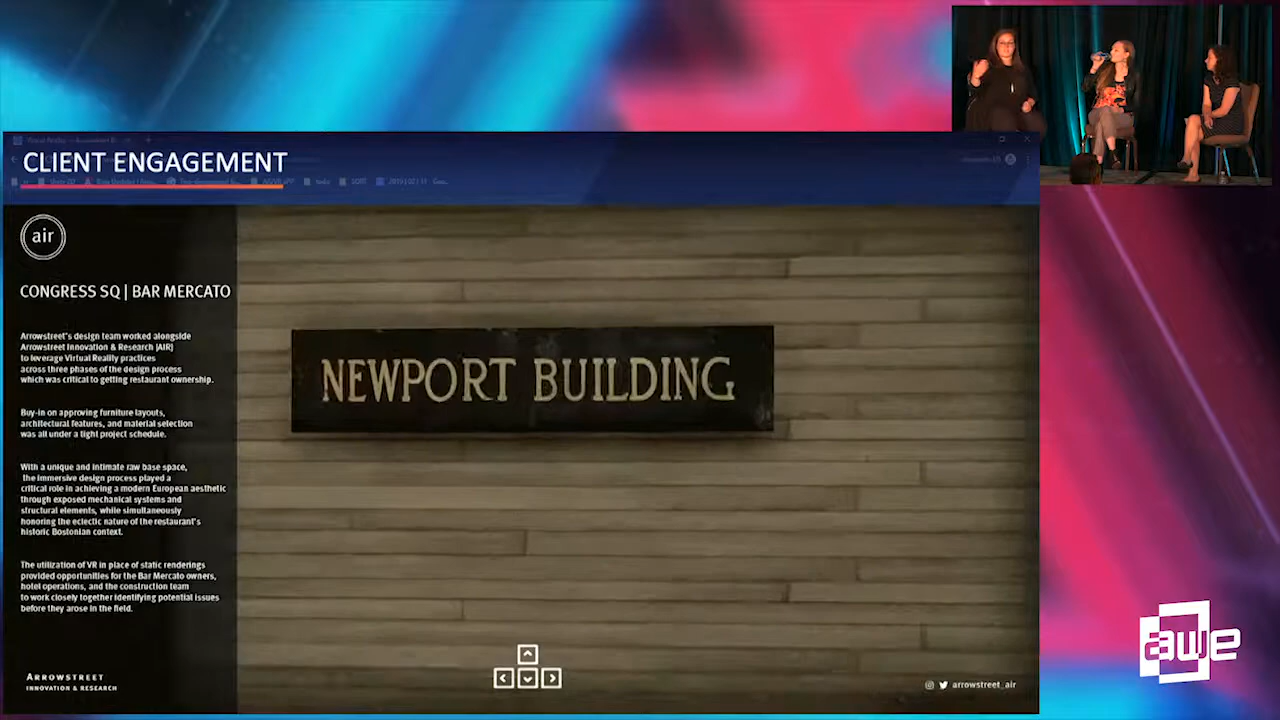 CLIENT ENGAGEMENT
air
CONGRESS SQ | BAR MERCATO
Arrowstreet's design team worked alongside
Arrowstreet Innovation & Research [AIR]
to leverage Virtual Reality practices
across three phases of the design process
which was critical to getting restaurant ownership.
Buy-in on approving furniture layouts,
architectural features, and material selection
was all under a tight project schedule.
With a unique and intimate raw base space,
the immersive design process played a
critical role in achieving a modern European aesthetic
through exposed mechanical systems and
structural elements, while simultaneously
honoring the eclectic nature of the restaurant's
historic Bostonian context.
The utilization of VR in place of static renderings
provided opportunities for the Bar Mercato owners,
hotel operations, and the construction team
to work closely together identifying potential issues
before they arose in the field.
ARROWSTREET
INNOVATION & RESEARCH
NEWPORT BUILDING
arrowstreet_air
awe